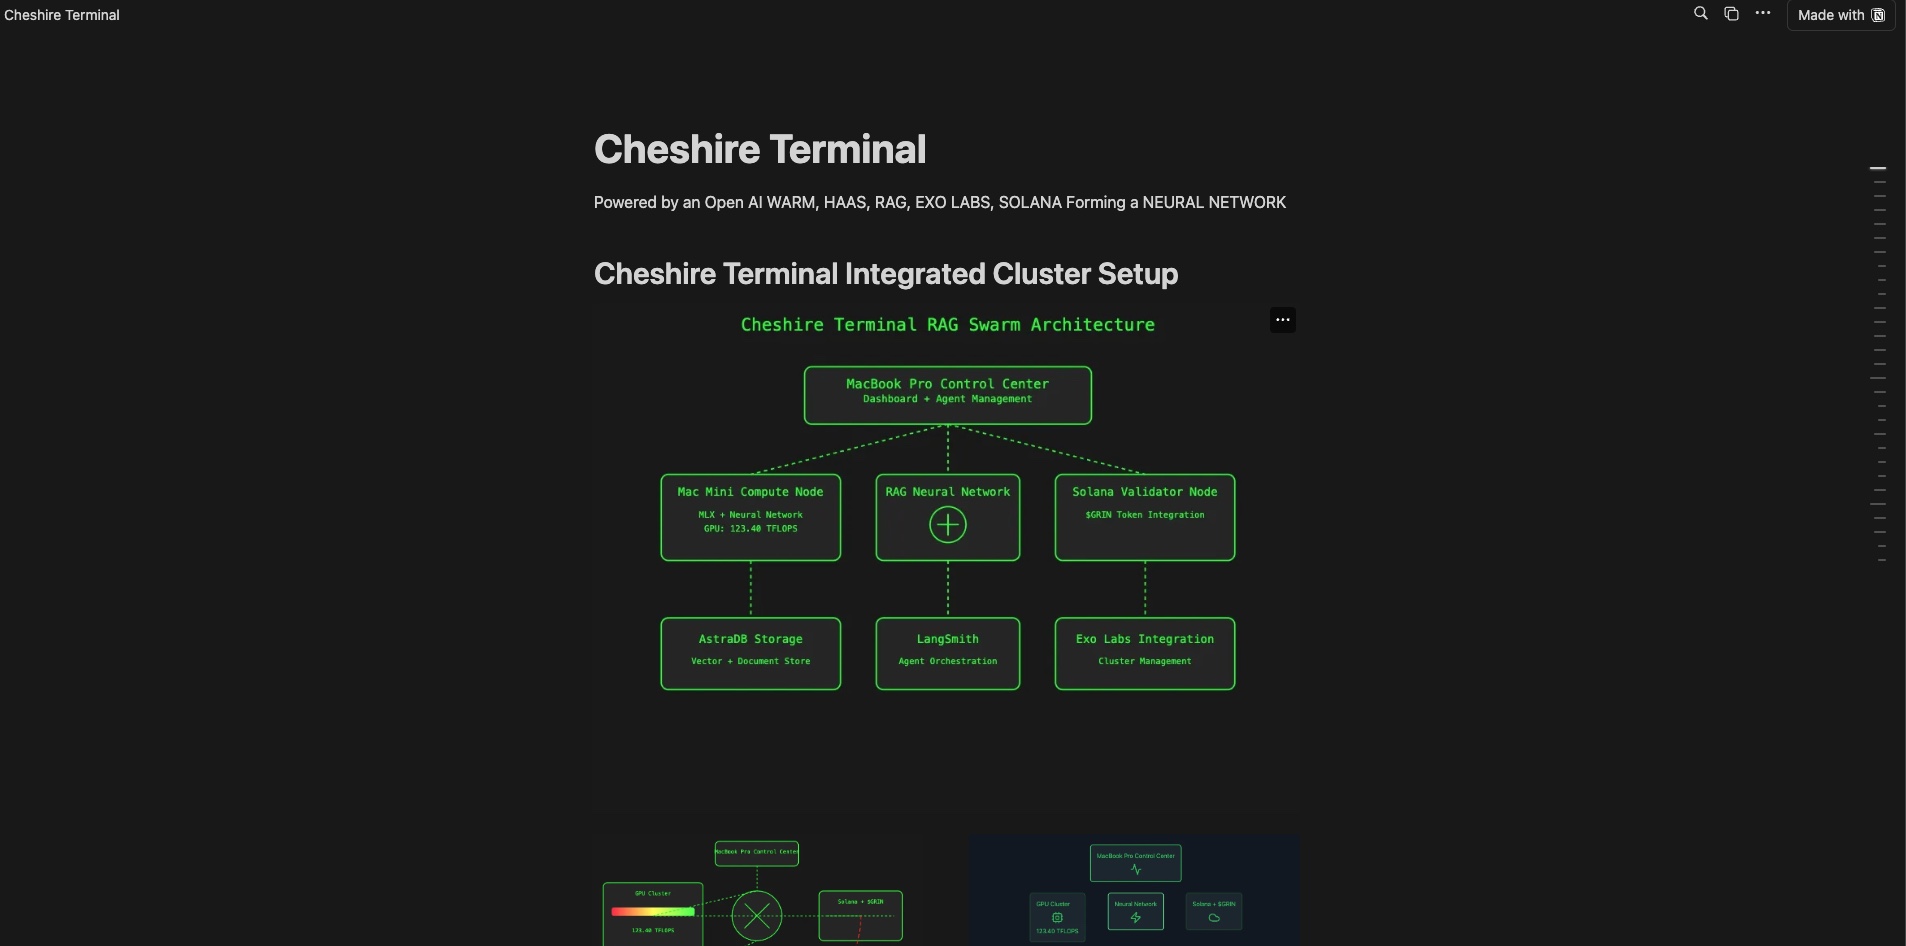 Cheshire Terminal
Made with
Cheshire Terminal
Powered by an Open AI WARM, HAAS, RAG, EXO LABS, SOLANA Forming a NEURAL NETWORK
Cheshire Terminal Integrated Cluster Setup
Cheshire Terminal RAG Swarm Architecture
MacBook Pro Control Center
Dashboard + Agent Management
Mac Mini Compute Node
MLX + Neural Network
GPU: 123.40 TFLOPS
RAG Neural Network
Solana Validator Node
$GRIN Token Integration
AstraDB Storage
Vector + Document Store
LangSmith
Agent Orchestration
Exo Labs Integration
Cluster Management
MacBook Pro Control Center
GPU Cluster
123.40 TFLOPS
Solana + $GRIN
MacBook Pro Control Center
GPU Cluster
123.40 TFLOPS
Neural Network
Solana + $GRIN